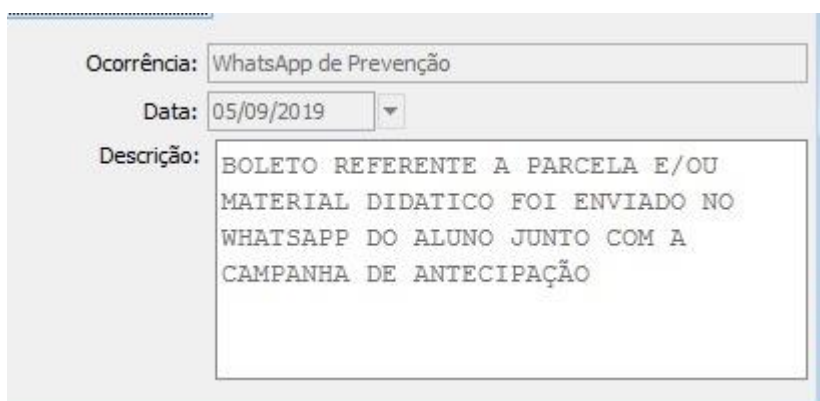 Ocorrência: WhatsApp de Prevenção
Data: 05/09/2019
Descrição: BOLETO REFERENTE A PARCELA E/OU
MATERIAL DIDATICO FOI ENVIADO NO
WHATSAPP DO ALUNO JUNTO COM A
CAMPANHA DE ANTECIPAÇÃO